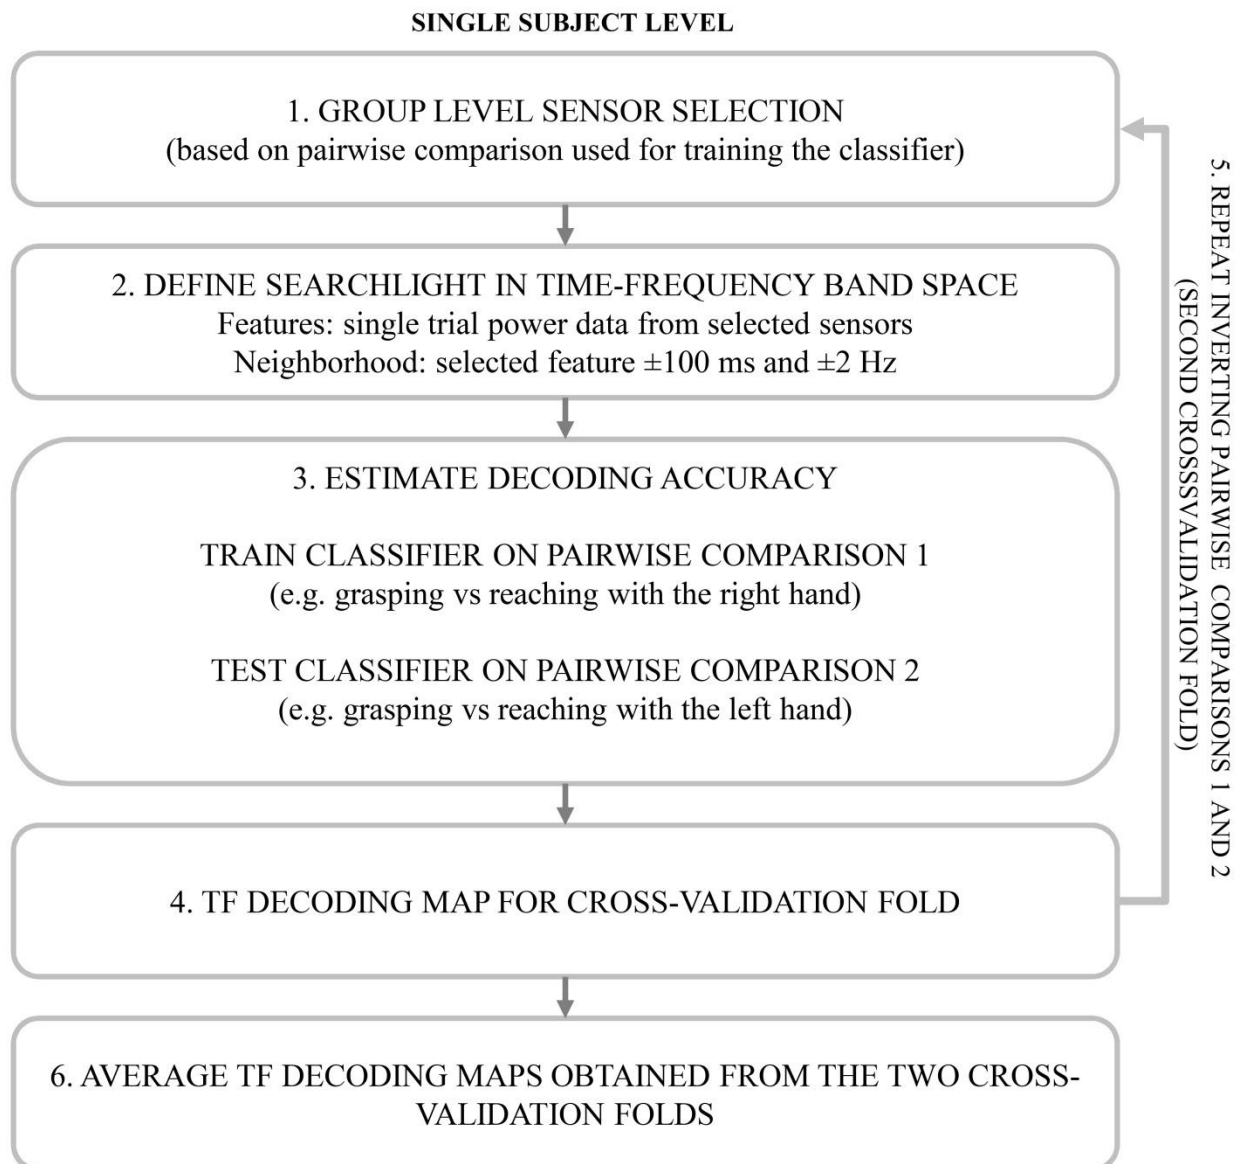 SINGLE SUBJECT LEVEL
1. GROUP LEVEL SENSOR SELECTION
(based on pairwise comparison used for training the classifier)
2. DEFINE SEARCHLIGHT IN TIME-FREQUENCY BAND SPACE
Features: single trial power data from selected sensors
Neighborhood: selected feature ±100 ms and ±2 Hz
3. ESTIMATE DECODING ACCURACY
TRAIN CLASSIFIER ON PAIRWISE COMPARISON 1
(e.g. grasping vs reaching with the right hand)
TEST CLASSIFIER ON PAIRWISE COMPARISON 2
(e.g. grasping vs reaching with the left hand)
4. TF DECODING MAP FOR CROSS-VALIDATION FOLD
5. REPEAT INVERTING PAIRWISE COMPARISONS 1 AND 2
(SECOND CROSSSVALIDATION FOLD)
6. AVERAGE TF DECODING MAPS OBTAINED FROM THE TWO CROSS-
VALIDATION FOLDS